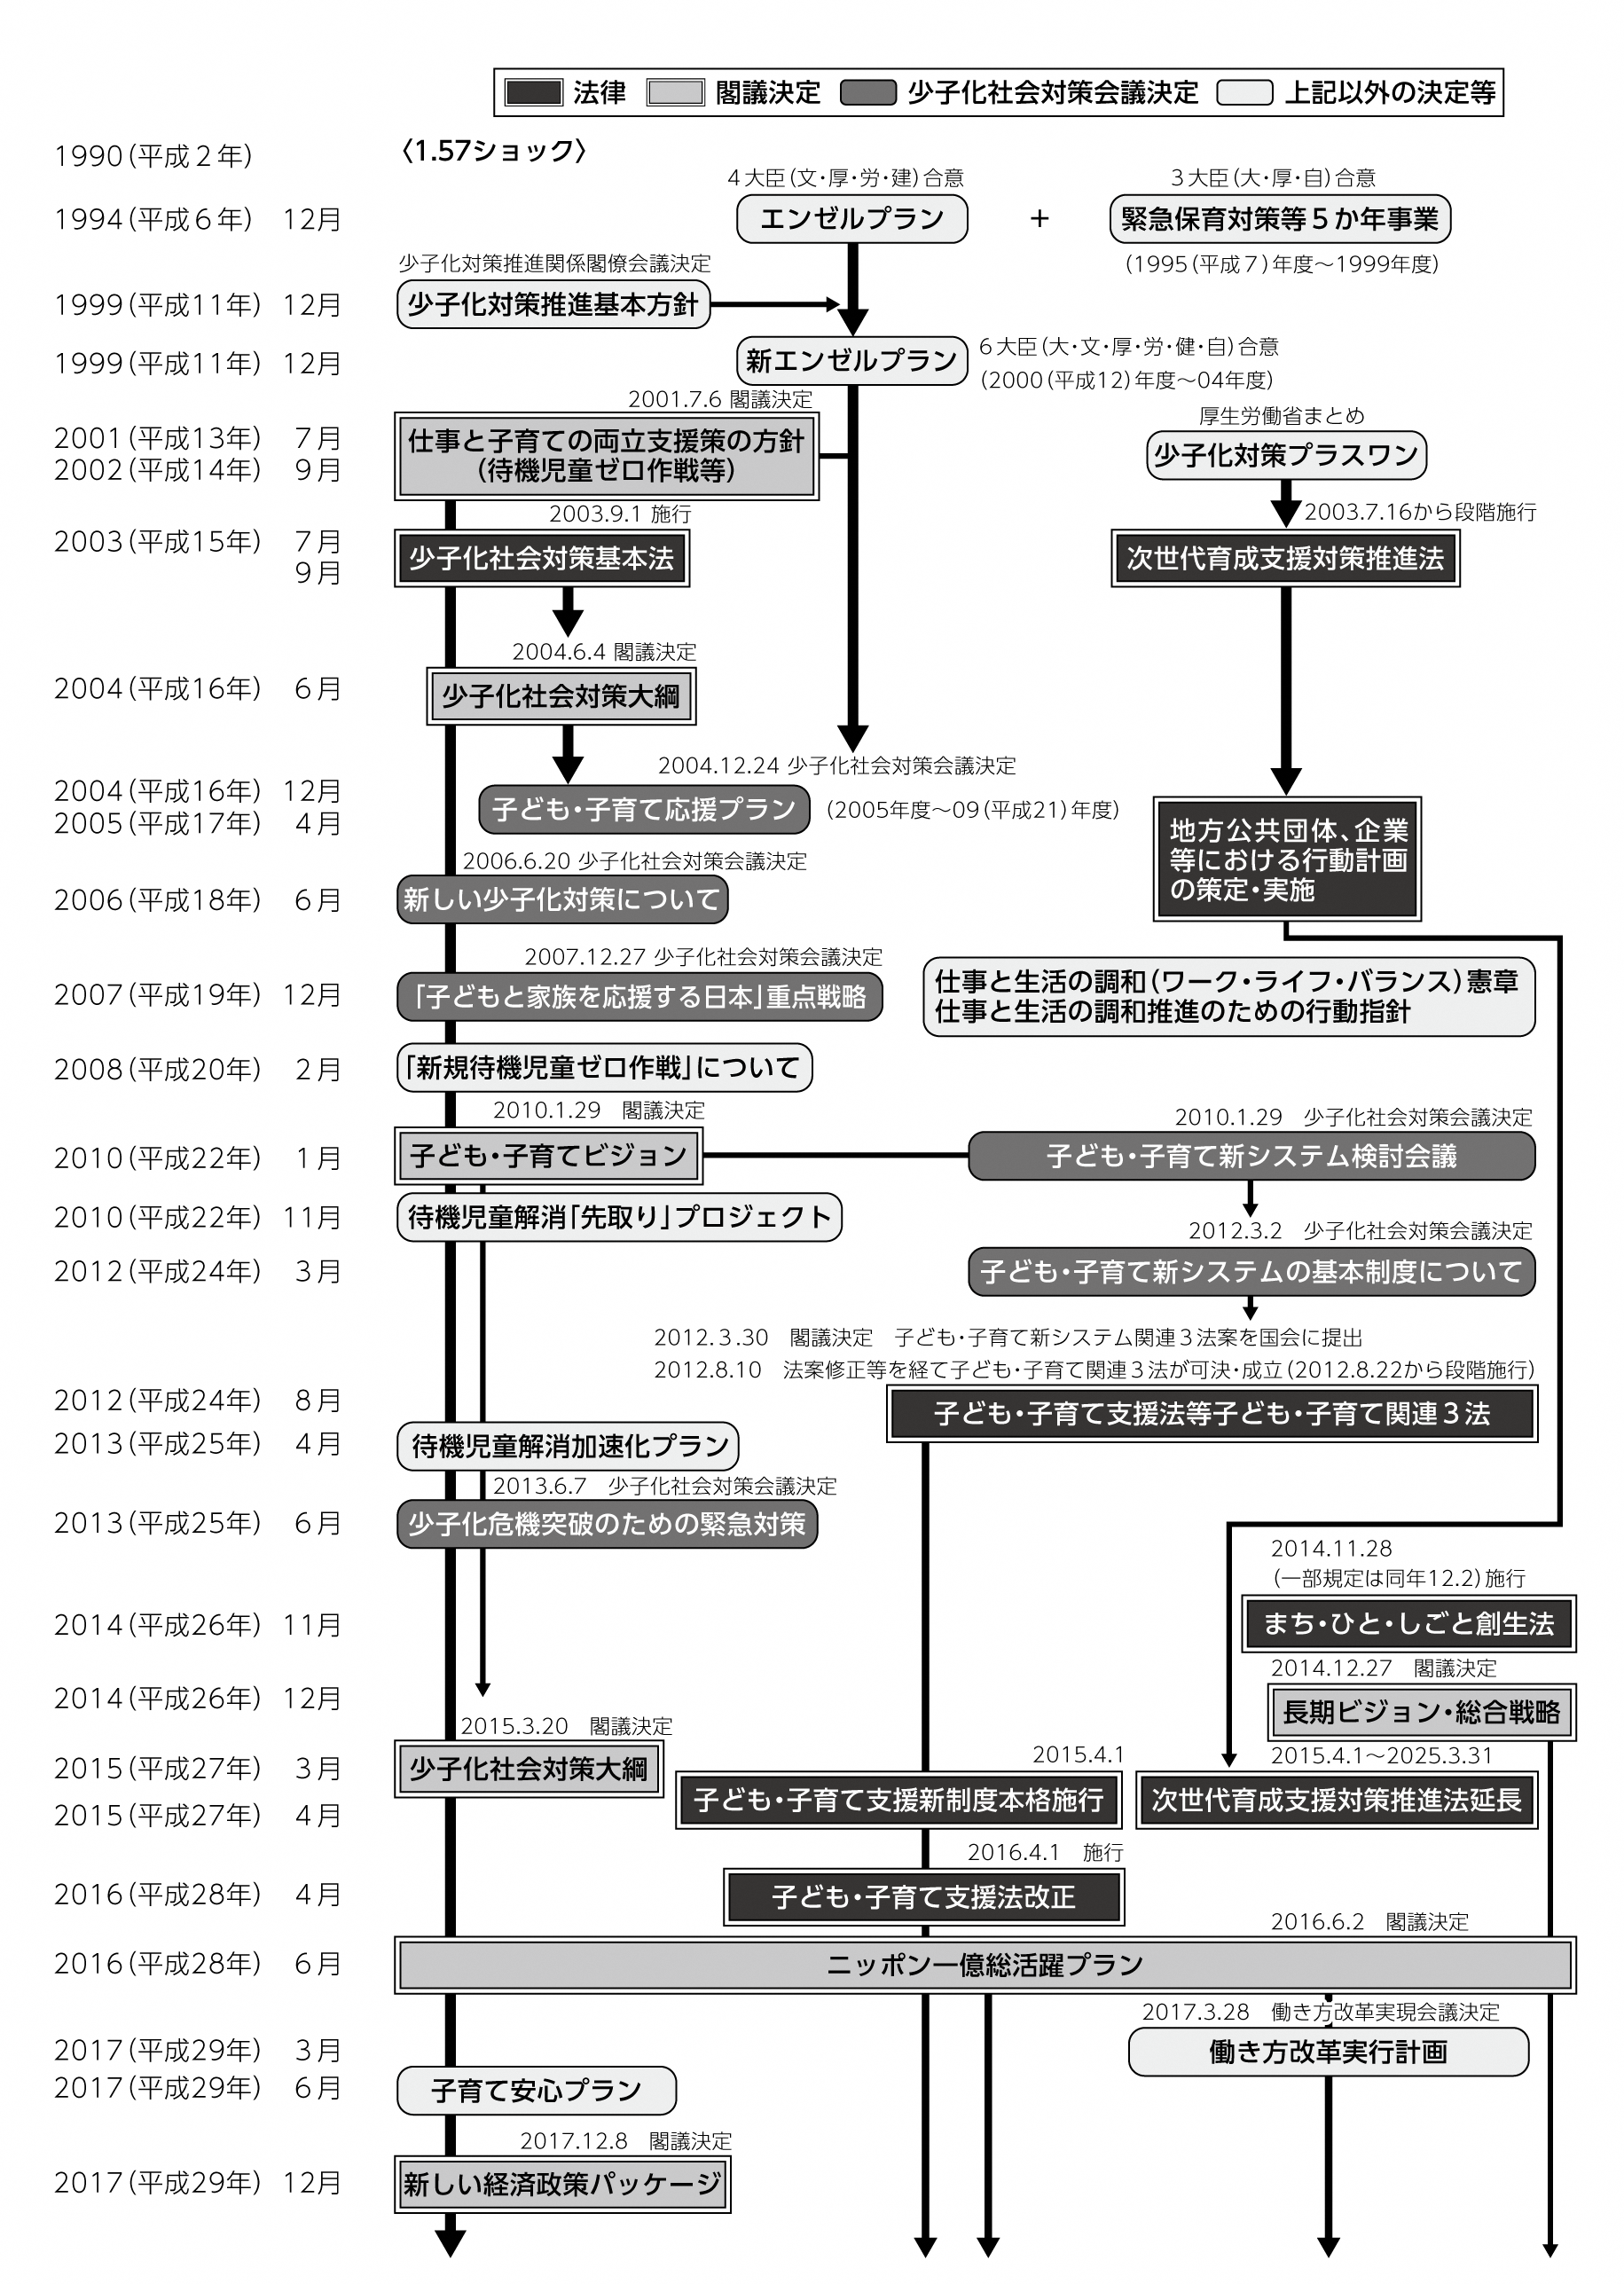 法律 閣議決定 少子化社会対策会議決定 上記以外の決定等
1990(平成2年)
〈1.57ショック〉
4大臣(文・厚・労・建)合意
3大臣(大・厚・自)合意
1994(平成6年) 12月
エンゼルプラン
+
緊急保育対策等5か年事業
(1995(平成7)年度~1999年度)
少子化対策推進関係閣僚会議決定
1999(平成11年) 12月
少子化対策推進基本方針
1999(平成11年) 12月
新エンゼルプラン
6大臣(大・文・厚・労・健・自)合意
(2000(平成12)年度~04年度)
2001.7.6 閣議決定
厚生労働省まとめ
2001(平成13年) 7月
2002(平成14年) 9月
仕事と子育ての両立支援策の方針
(待機児童ゼロ作戦等)
少子化対策プラスワン
2003.9.1 施行
2003.7.16から段階施行
2003(平成15年) 7月
9月
少子化社会対策基本法
次世代育成支援対策推進法
2004.6.4 閣議決定
2004(平成16年) 6月
少子化社会対策大綱
2004.12.24 少子化社会対策会議決定
2004(平成16年) 12月
2005(平成17年) 4月
子ども・子育て応援プラン
(2005年度~09(平成21)年度)
地方公共団体、企業
等における行動計画
の策定・実施
2006.6.20 少子化社会対策会議決定
2006(平成18年) 6月
新しい少子化対策について
2007.12.27 少子化社会対策会議決定
2007(平成19年) 12月
「子どもと家族を応援する日本」重点戦略
仕事と生活の調和(ワーク・ライフ・バランス)憲章
仕事と生活の調和推進のための行動指針
2008(平成20年) 2月
「新規待機児童ゼロ作戦」について
2010.1.29 閣議決定
2010.1.29 少子化社会対策会議決定
2010(平成22年) 1月
子ども・子育てビジョン
子ども・子育て新システム検討会議
2010(平成22年) 11月
待機児童解消「先取り」プロジェクト
2012.3.2 少子化社会対策会議決定
2012(平成24年) 3月
子ども・子育て新システムの基本制度について
2012.3.30 閣議決定 子ども・子育て新システム関連3法案を国会に提出
2012.8.10 法案修正等を経て子ども・子育て関連3法が可決・成立(2012.8.22から段階施行)
2012(平成24年) 8月
子ども・子育て支援法等子ども・子育て関連3法
2013(平成25年) 4月
待機児童解消加速化プラン
2013.6.7 少子化社会対策会議決定
2013(平成25年) 6月
少子化危機突破のための緊急対策
2014.11.28
(一部規定は同年12.2)施行
2014(平成26年) 11月
まち・ひと・しごと創生法
2014.12.27 閣議決定
2014(平成26年) 12月
長期ビジョン・総合戦略
2015.3.20 閣議決定
2015(平成27年) 3月
少子化社会対策大綱
2015.4.1
2015.4.1~2025.3.31
2015(平成27年) 4月
子ども・子育て支援新制度本格施行
次世代育成支援対策推進法延長
2016.4.1 施行
2016(平成28年) 4月
子ども・子育て支援法改正
2016.6.2 閣議決定
2016(平成28年) 6月
ニッポン一億総活躍プラン
2017.3.28 働き方改革実現会議決定
2017(平成29年) 3月
働き方改革実行計画
2017(平成29年) 6月
子育て安心プラン
2017.12.8 閣議決定
2017(平成29年) 12月
新しい経済政策パッケージ